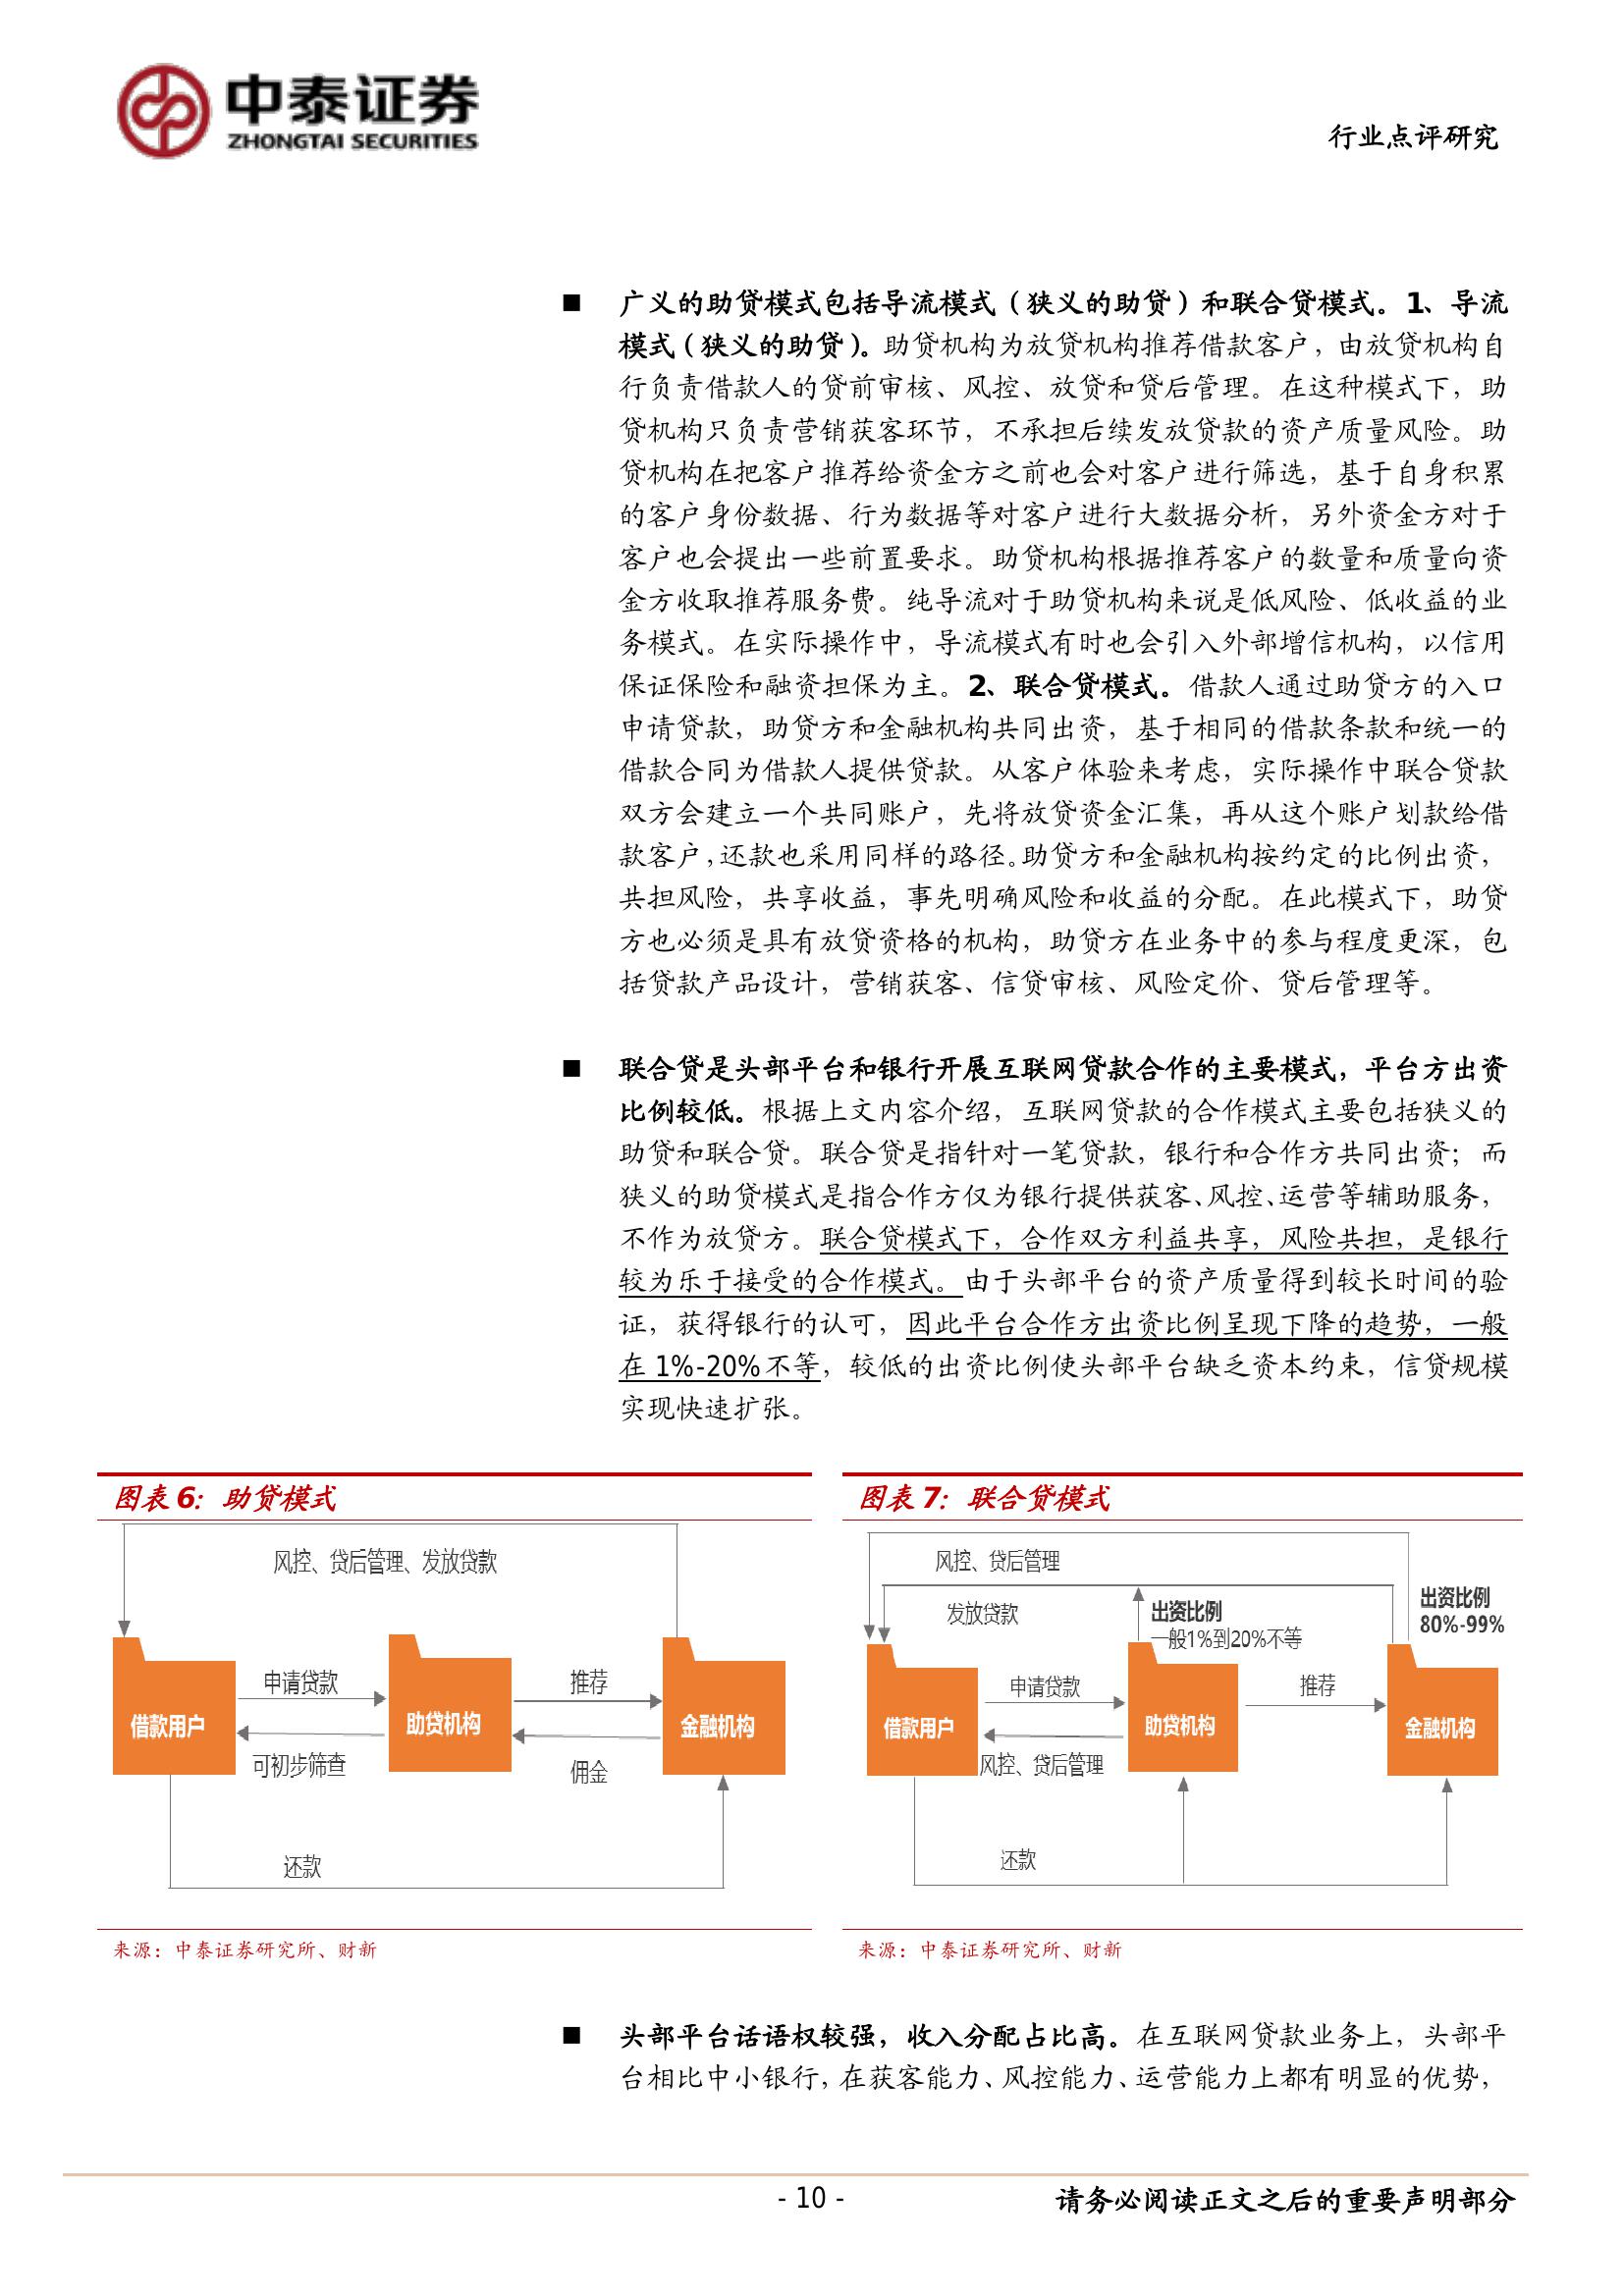 中泰证券
ZHONGTAI SECURITIES
行业点评研究
■ 广义的助贷模式包括导流模式（狭义的助贷）和联合贷模式。1、导流
模式（狭义的助贷）。助贷机构为放贷机构推荐借款客户，由放贷机构自
行负责借款人的贷前审核、风控、放贷和贷后管理。在这种模式下，助
贷机构只负责营销获客环节，不承担后续发放贷款的资产质量风险。助
贷机构在把客户推荐给资金方之前也会对客户进行筛选，基于自身积累
的客户身份数据、行为数据等对客户进行大数据分析，另外资金方对于
客户也会提出一些前置要求。助贷机构根据推荐客户的数量和质量向资
金方收取推荐服务费。纯导流对于助贷机构来说是低风险、低收益的业
务模式。在实际操作中，导流模式有时也会引入外部增信机构，以信用
保证保险和融资担保为主。2、联合贷模式。借款人通过助贷方的入口
申请贷款，助贷方和金融机构共同出资，基于相同的借款条款和统一的
借款合同为借款人提供贷款。从客户体验来考虑，实际操作中联合贷款
双方会建立一个共同账户，先将放贷资金汇集，再从这个账户划款给借
款客户，还款也采用同样的路径。助贷方和金融机构按约定的比例出资，
共担风险，共享收益，事先明确风险和收益的分配。在此模式下，助贷
方也必须是具有放贷资格的机构，助贷方在业务中的参与程度更深，包
括贷款产品设计，营销获客、信贷审核、风险定价、贷后管理等。
■ 联合贷是头部平台和银行开展互联网贷款合作的主要模式，平台方出资
比例较低。根据上文内容介绍，互联网贷款的合作模式主要包括狭义的
助贷和联合贷。联合贷是指针对一笔贷款，银行和合作方共同出资；而
狭义的助贷模式是指合作方仅为银行提供获客、风控、运营等辅助服务，
不作为放贷方。联合贷模式下，合作双方利益共享，风险共担，是银行
较为乐于接受的合作模式。由于头部平台的资产质量得到较长时间的验
证，获得银行的认可，因此平台合作方出资比例呈现下降的趋势，一般
在 1%-20%不等，较低的出资比例使头部平台缺乏资本约束，信贷规模
实现快速扩张。
图表 6：助贷模式
风控、贷后管理、发放贷款
申请贷款
推荐
借款用户
助贷机构
金融机构
可初步筛查
佣金
还款
来源：中泰证券研究所、财新
图表 7：联合贷模式
风控、贷后管理
发放贷款
出资比例
一般1%到20%不等
出资比例
80%-99%
申请贷款
推荐
借款用户
助贷机构
金融机构
风控、贷后管理
还款
来源：中泰证券研究所、财新
■ 头部平台话语权较强，收入分配占比高。在互联网贷款业务上，头部平
台相比中小银行，在获客能力、风控能力、运营能力上都有明显的优势，
- 10 -
请务必阅读正文之后的重要声明部分